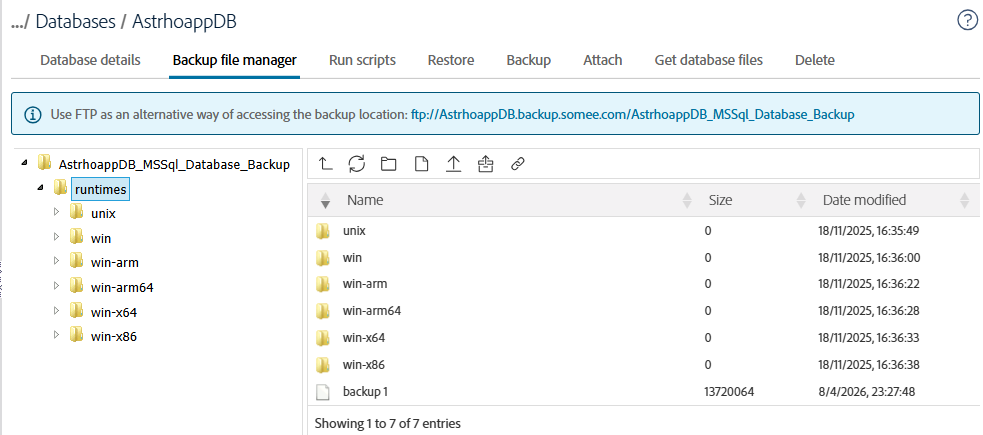 .../ Databases / AstrhoappDB
?
Database details Backup file manager Run scripts Restore Backup Attach Get database files Delete
Use FTP as an alternative way of accessing the backup location: ftp://AstrhoappDB.backup.somee.com/AstrhoappDB_MSSql_Database_Backup
AstrhoappDB_MSSql_Database_Backup
runtimes
unix
win
win-arm
win-arm64
win-x64
win-x86
Name Size Date modified
unix 0 18/11/2025, 16:35:49
win 0 18/11/2025, 16:36:00
win-arm 0 18/11/2025, 16:36:22
win-arm64 0 18/11/2025, 16:36:28
win-x64 0 18/11/2025, 16:36:33
win-x86 0 18/11/2025, 16:36:38
backup 1 13720064 8/4/2026, 23:27:48
Showing 1 to 7 of 7 entries